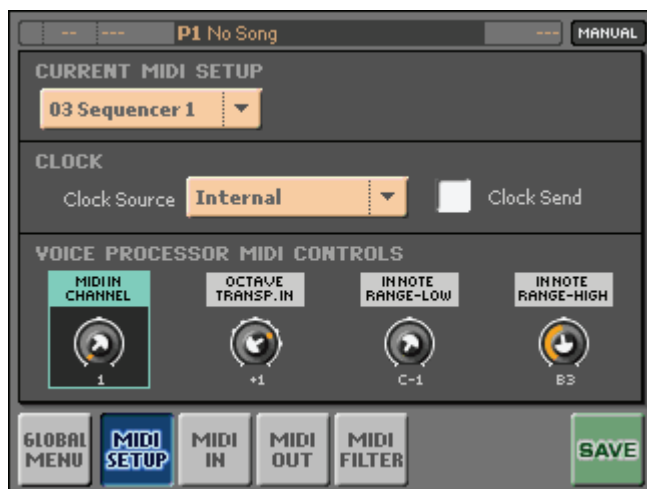 -- --- P1 No Song --- MANUAL
CURRENT MIDI SETUP
03 Sequencer 1
CLOCK
Clock Source Internal Clock Send
VOICE PROCESSOR MIDI CONTROLS
MIDI IN CHANNEL
OCTAVE TRANSP. IN
IN NOTE RANGE-LOW
IN NOTE RANGE-HIGH
1 +1 C-1 B3
GLOBAL MENU
MIDI SETUP
MIDI IN
MIDI OUT
MIDI FILTER
SAVE